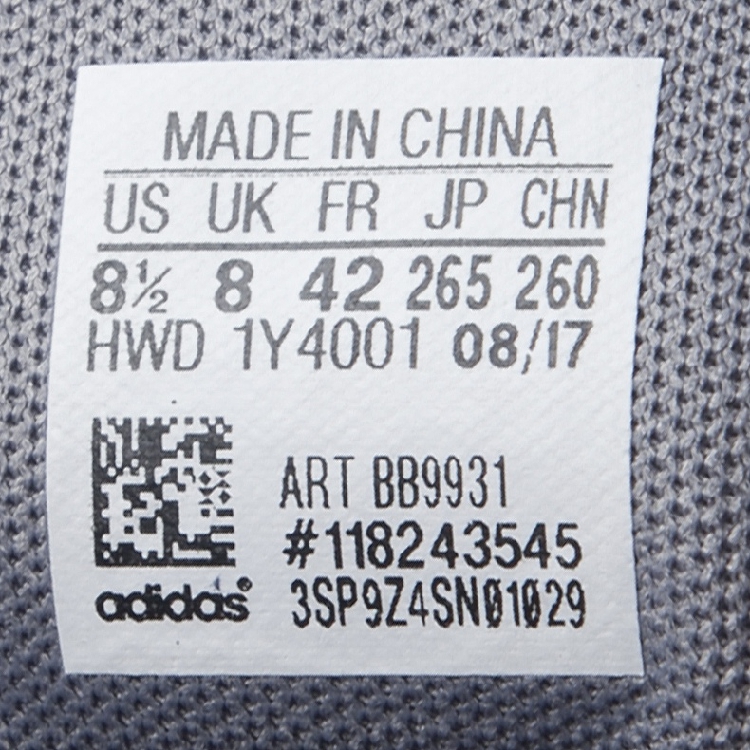 MADE IN CHINA
US UK FR JP CHN
8½ 8 42 265 260
HWD 1Y4001 08/17
ART BB9931
#118243545
adidas® 3SP9Z4SN01029